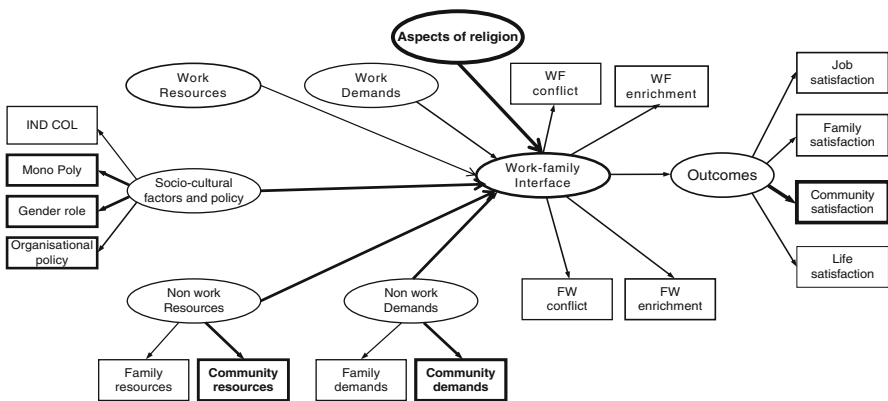 Aspects of religion
Work
Resources
Work
Demands
WF
conflict
WF
enrichment
Job
satisfaction
IND COL
Mono Poly
Gender role
Organisational
policy
Socio-cultural
factors and policy
Work-family
Interface
Outcomes
Family
satisfaction
Community
satisfaction
Life
satisfaction
Non work
Resources
Non work
Demands
FW
conflict
FW
enrichment
Family
resources
Community
resources
Family
demands
Community
demands